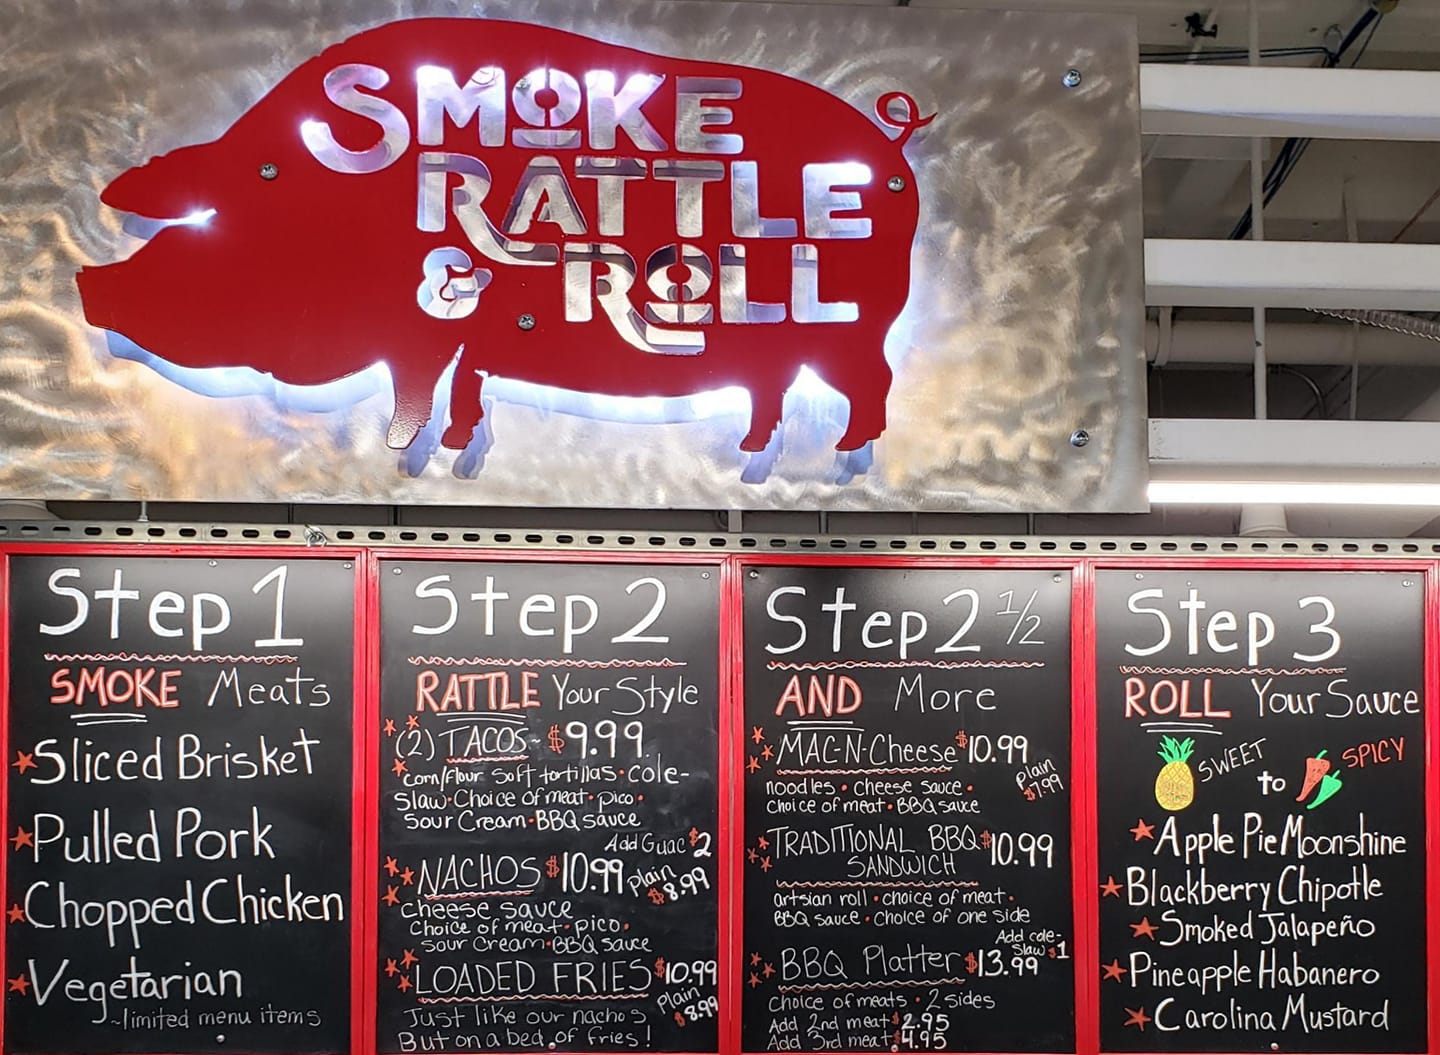 SMOKE
RATTLE
& ROLL
Step 1
SMOKE Meats
Sliced Brisket
Pulled Pork
Chopped Chicken
Vegetarian
~limited menu items
Step 2
RATTLE Your Style
(2) TACOS- $9.99
corn/flour soft tortillas · cole-
slaw · Choice of meat · pico ·
sour Cream · BBQ sauce
Add Guac $2
NACHOS $10.99 plain $8.99
cheese sauce
Choice of meat · pico ·
sour Cream · BBQ sauce
LOADED FRIES $10.99
Plain $8.99
Just like our nachos
But on a bed of fries!
Step 2 1/2
AND More
MAC-N-Cheese $10.99
Plain $7.99
noodles · cheese sauce ·
choice of meat · BBQ sauce
TRADITIONAL BBQ $10.99
SANDWICH
artsian roll · choice of meat ·
BBQ sauce · choice of one side
Add cole-
slaw $1
BBQ Platter $13.99
Choice of meats · 2 sides
Add 2nd meat $2.95
Add 3rd meat $4.95
Step 3
ROLL Your Sauce
SWEET to SPICY
Apple Pie Moonshine
Blackberry Chipotle
Smoked Jalapeño
Pineapple Habanero
Carolina Mustard